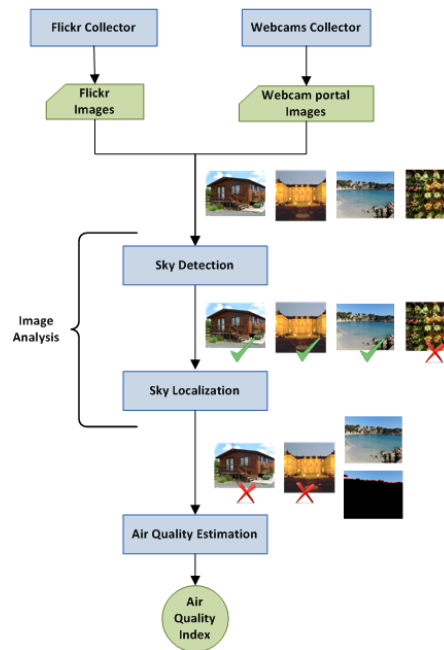 Flickr Collector
Webcams Collector
Flickr
Images
Webcam portal
Images
Sky Detection
Image
Analysis
Sky Localization
Air Quality Estimation
Air
Quality
Index